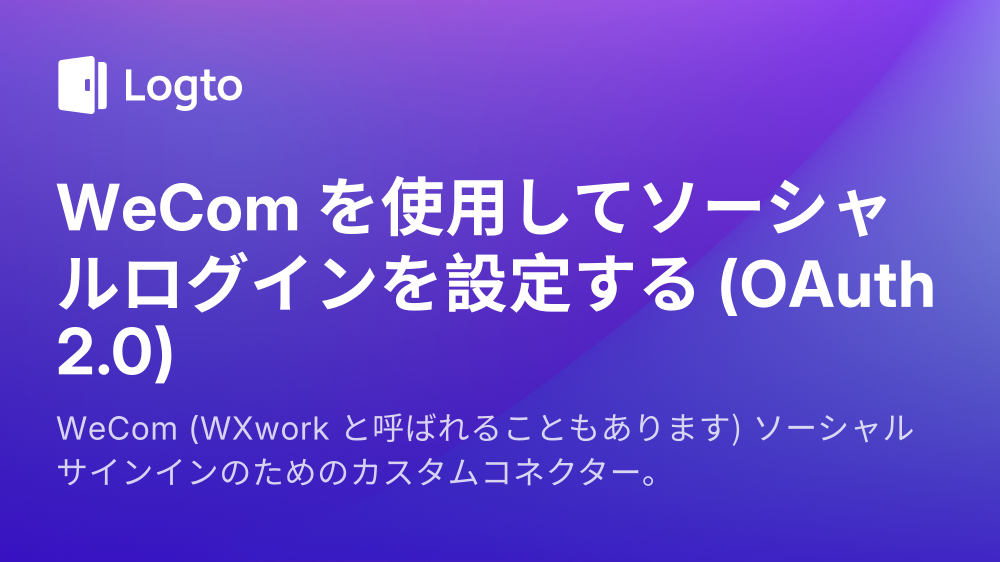 Logto
WeCom を使用してソーシャ
ルログインを設定する (OAuth
2.0)
WeCom (WXwork と呼ばれることもあります) ソーシャル
サインインのためのカスタムコネクター。